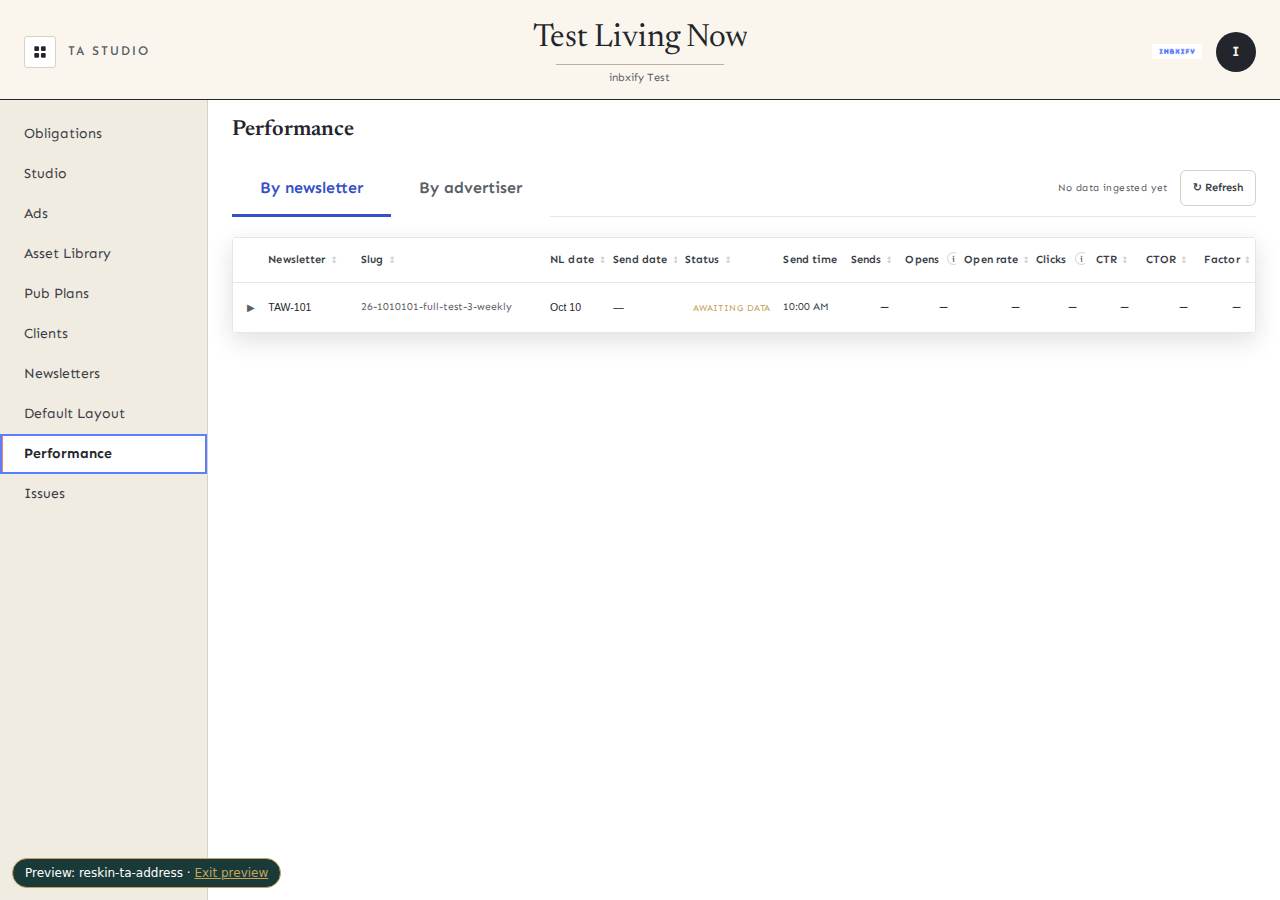 TA STUDIO
Test Living Now
inbxify Test
INBXIFY
I
Obligations
Studio
Ads
Asset Library
Pub Plans
Clients
Newsletters
Default Layout
Performance
Issues
Performance
By newsletter By advertiser
No data ingested yet
↻ Refresh
Newsletter ↕ Slug ↕ NL date ↕ Send date ↕ Status ↕ Send time Sends ↕ Opens i Open rate ↕ Clicks i CTR ↕ CTOR ↕ Factor ↕
▶ TAW-101 26-1010101-full-test-3-weekly Oct 10 — AWAITING DATA 10:00 AM — — — — — — —
Preview: reskin-ta-address · Exit preview